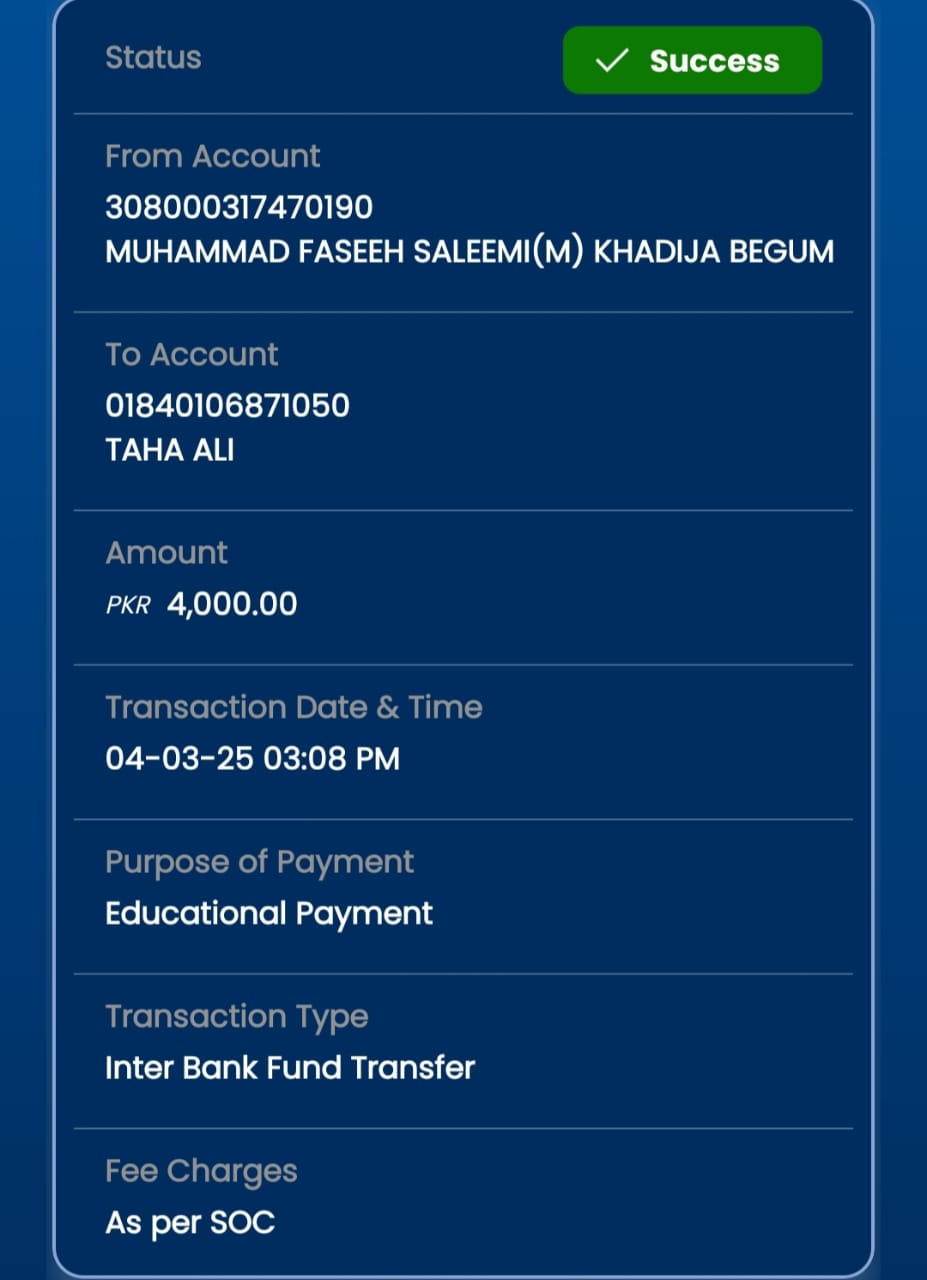 Status
Success
From Account
308000317470190
MUHAMMAD FASEEH SALEEMI(M) KHADIJA BEGUM
To Account
01840106871050
TAHA ALI
Amount
PKR 4,000.00
Transaction Date & Time
04-03-25 03:08 PM
Purpose of Payment
Educational Payment
Transaction Type
Inter Bank Fund Transfer
Fee Charges
As per SOC